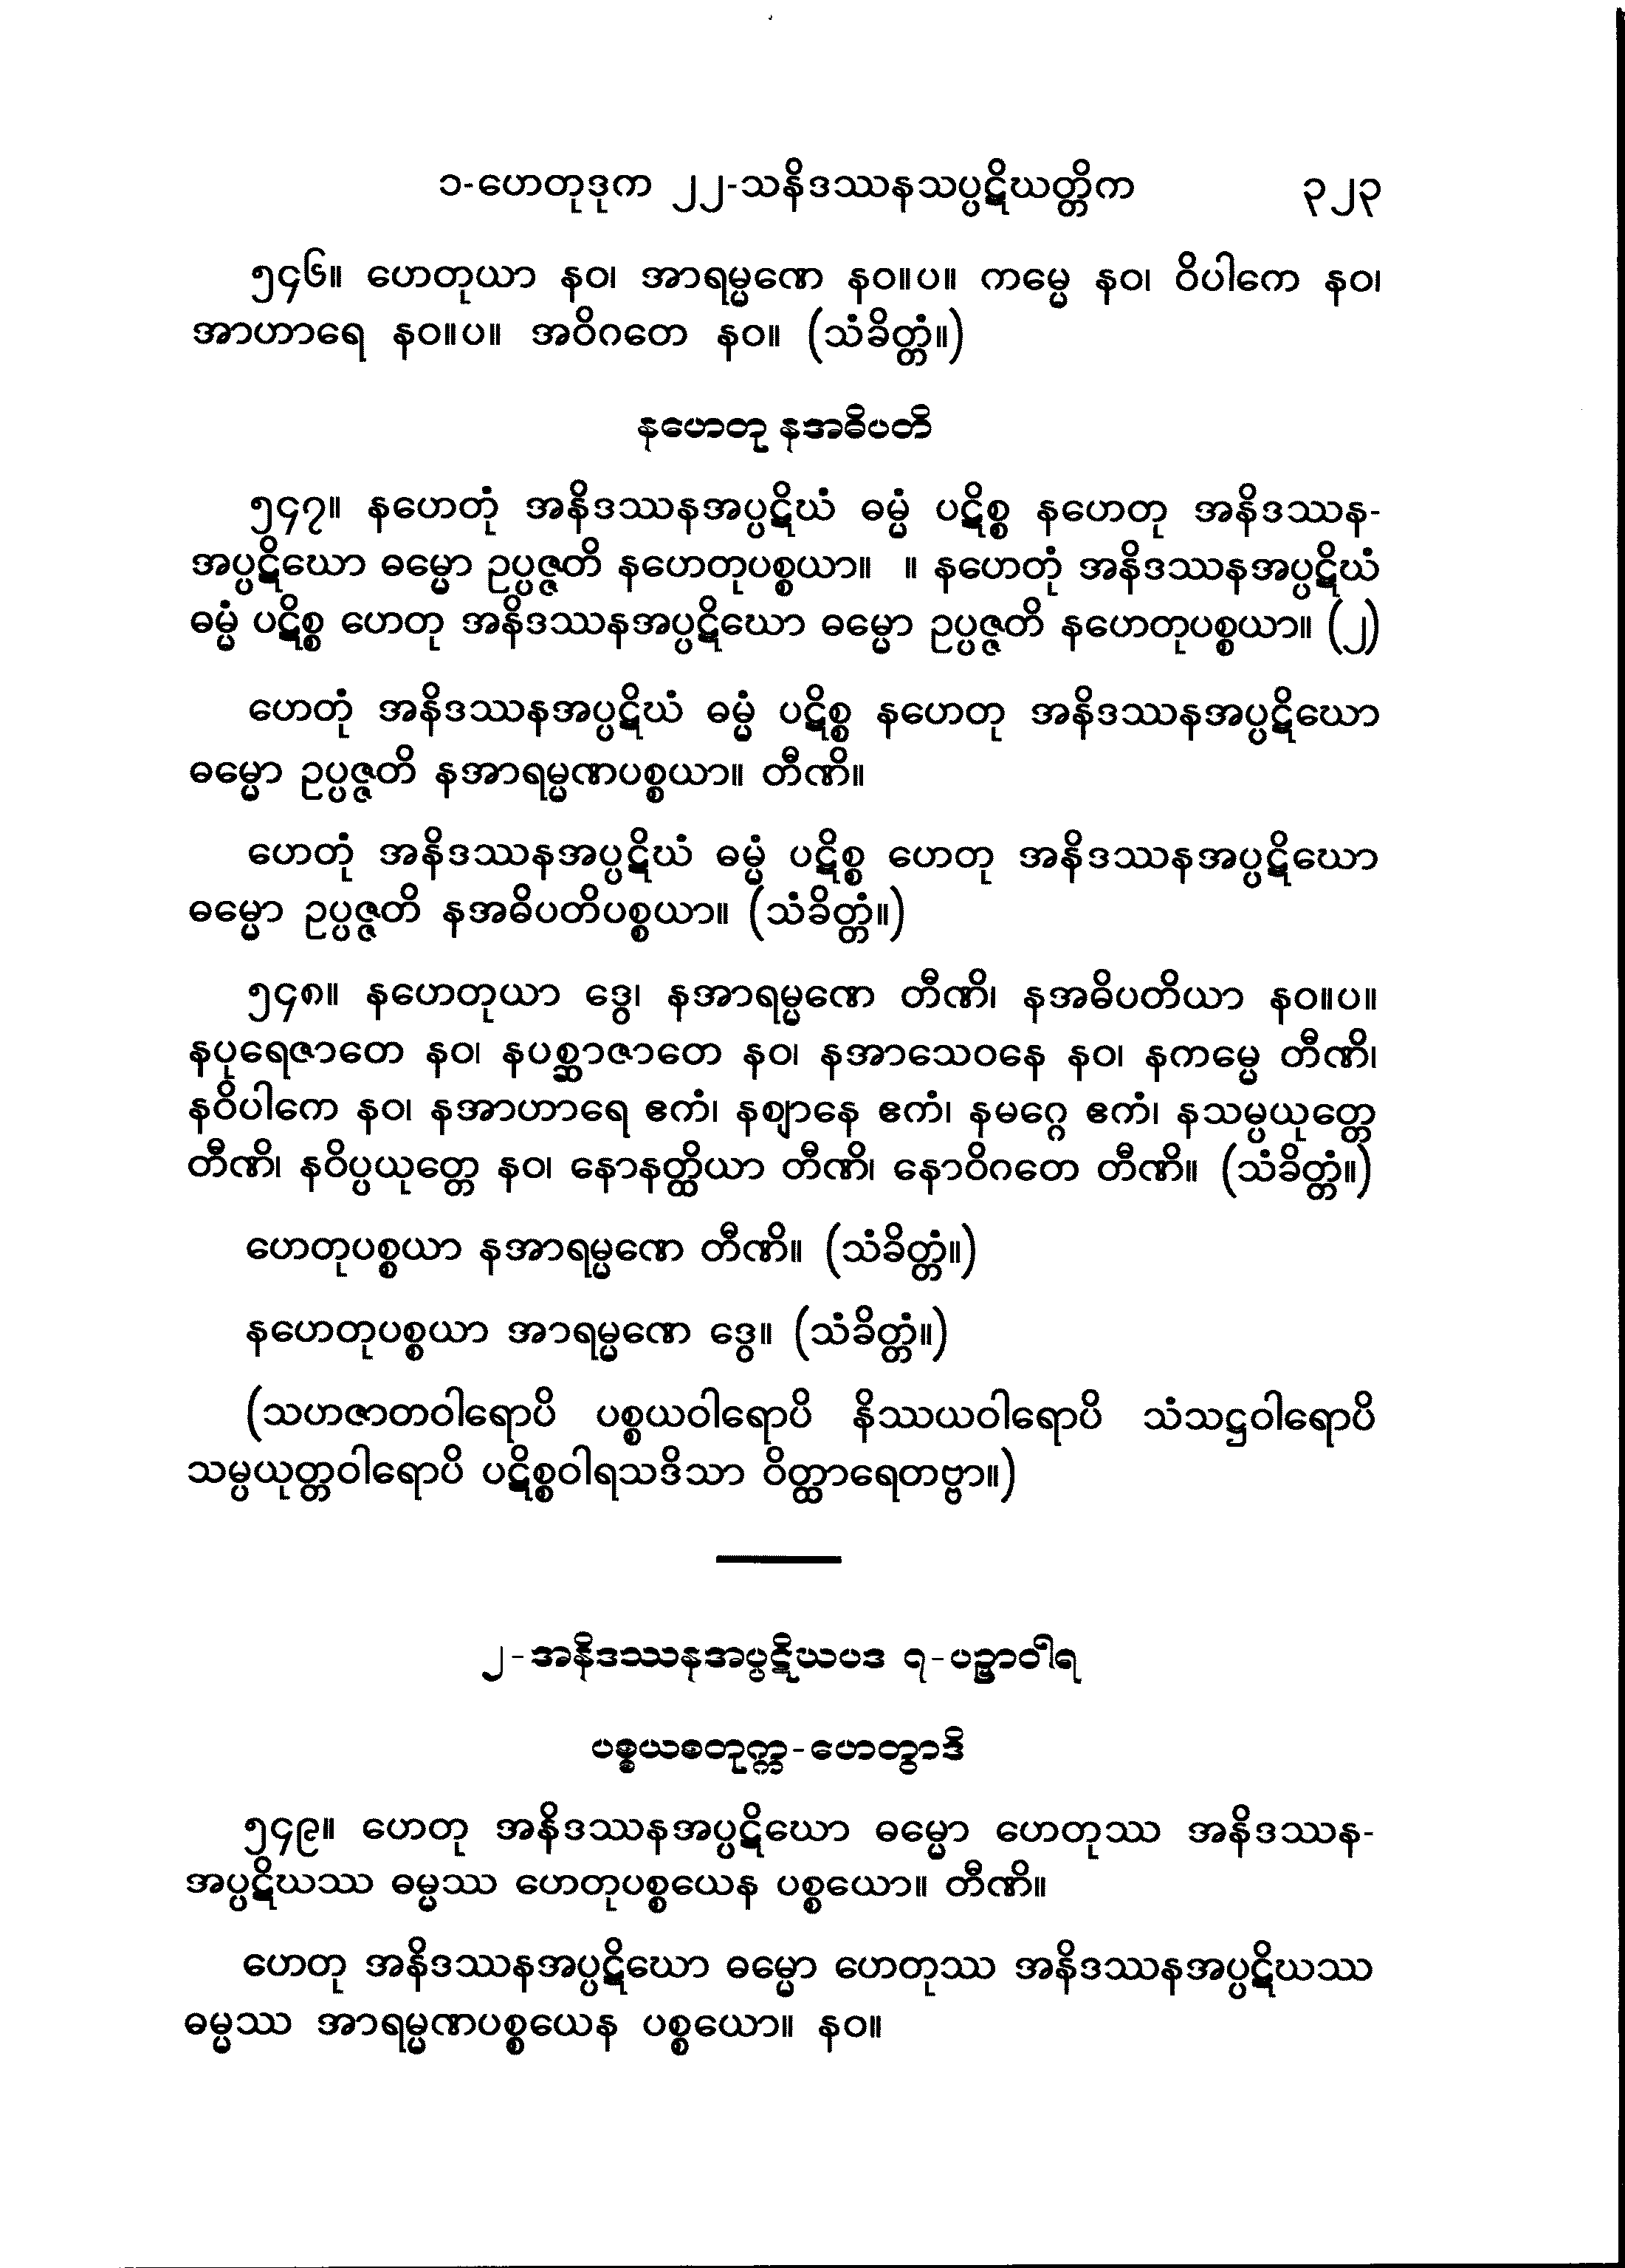 ၁-ဟေတုဒုက ၂၂-သနိဒဿနသပ္ပဋိဃတ္တိက ၃၂၃
၅၄၆။ ဟေတုယာ နဝ၊ အာရမ္မဏေ နဝ။ပ။ ကမ္မေ နဝ၊ ဝိပါကေ နဝ၊
အာဟာရေ နဝ။ပ။ အဝိဂတေ နဝ။ (သံခိတ္တံ။)
နဟေတု နအဓိပတိ
၅၄၇။ နဟေတုံ အနိဒဿနအပ္ပဋိဃံ ဓမ္မံ ပဋိစ္စ နဟေတု အနိဒဿန-
အပ္ပဋိဃော ဓမ္မော ဥပ္ပဇ္ဇတိ နဟေတုပစ္စယာ။ ။ နဟေတုံ အနိဒဿနအပ္ပဋိဃံ
ဓမ္မံ ပဋိစ္စ ဟေတု အနိဒဿနအပ္ပဋိဃော ဓမ္မော ဥပ္ပဇ္ဇတိ နဟေတုပစ္စယာ။ (၂)
ဟေတုံ အနိဒဿနအပ္ပဋိဃံ ဓမ္မံ ပဋိစ္စ နဟေတု အနိဒဿနအပ္ပဋိဃော
ဓမ္မော ဥပ္ပဇ္ဇတိ နအာရမ္မဏပစ္စယာ။ တီဏိ။
ဟေတုံ အနိဒဿနအပ္ပဋိဃံ ဓမ္မံ ပဋိစ္စ ဟေတု အနိဒဿနအပ္ပဋိဃော
ဓမ္မော ဥပ္ပဇ္ဇတိ နအဓိပတိပစ္စယာ။ (သံခိတ္တံ။)
၅၄၈။ နဟေတုယာ ဒွေ၊ နအာရမ္မဏေ တီဏိ၊ နအဓိပတိယာ နဝ။ပ။
နပုရေဇာတေ နဝ၊ နပစ္ဆာဇာတေ နဝ၊ နအာသေဝနေ နဝ၊ နကမ္မေ တီဏိ၊
နဝိပါကေ နဝ၊ နအာဟာရေ ဧကံ၊ နဈာနေ ဧကံ၊ နမဂ္ဂေ ဧကံ၊ နသမ္ပယုတ္တေ
တီဏိ၊ နဝိပ္ပယုတ္တေ နဝ၊ နောနတ္ထိယာ တီဏိ၊ နောဝိဂတေ တီဏိ။ (သံခိတ္တံ။)
ဟေတုပစ္စယာ နအာရမ္မဏေ တီဏိ။ (သံခိတ္တံ။)
နဟေတုပစ္စယာ အာရမ္မဏေ ဒွေ။ (သံခိတ္တံ။)
(သဟဇာတဝါရောပိ ပစ္စယဝါရောပိ နိဿယဝါရောပိ သံသဋ္ဌဝါရောပိ
သမ္ပယုတ္တဝါရောပိ ပဋိစ္စဝါရသဒိသာ ဝိတ္ထာရေတဗ္ဗာ။)
၂-အနိဒဿနအပ္ပဋိဃပဒ ၇-ပဉှာဝါရ
ပစ္စယစတုက္က-ဟေတွာဒိ
၅၄၉။ ဟေတု အနိဒဿနအပ္ပဋိဃော ဓမ္မော ဟေတုဿ အနိဒဿန-
အပ္ပဋိဃဿ ဓမ္မဿ ဟေတုပစ္စယေန ပစ္စယော။ တီဏိ။
ဟေတု အနိဒဿနအပ္ပဋိဃော ဓမ္မော ဟေတုဿ အနိဒဿနအပ္ပဋိဃဿ
ဓမ္မဿ အာရမ္မဏပစ္စယေန ပစ္စယော။ နဝ။